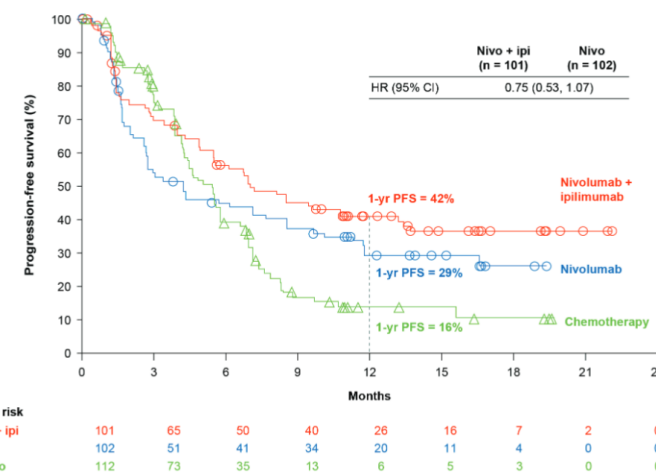 Nivo + ipi Nivo
(n = 101) (n = 102)
HR (95% CI) 0.75 (0.53, 1.07)
Progression-free survival (%)
100
90
80
70
60
50
40
30
20
10
0
1-yr PFS = 42%
Nivolumab +
ipilimumab
1-yr PFS = 29%
Nivolumab
1-yr PFS = 16%
Chemotherapy
0 3 6 9 12 15 18 21 2
Months
risk
ipi 101 65 50 40 26 16 7 2
102 51 41 34 20 11 4 0
o 112 73 35 13 6 5 3 0